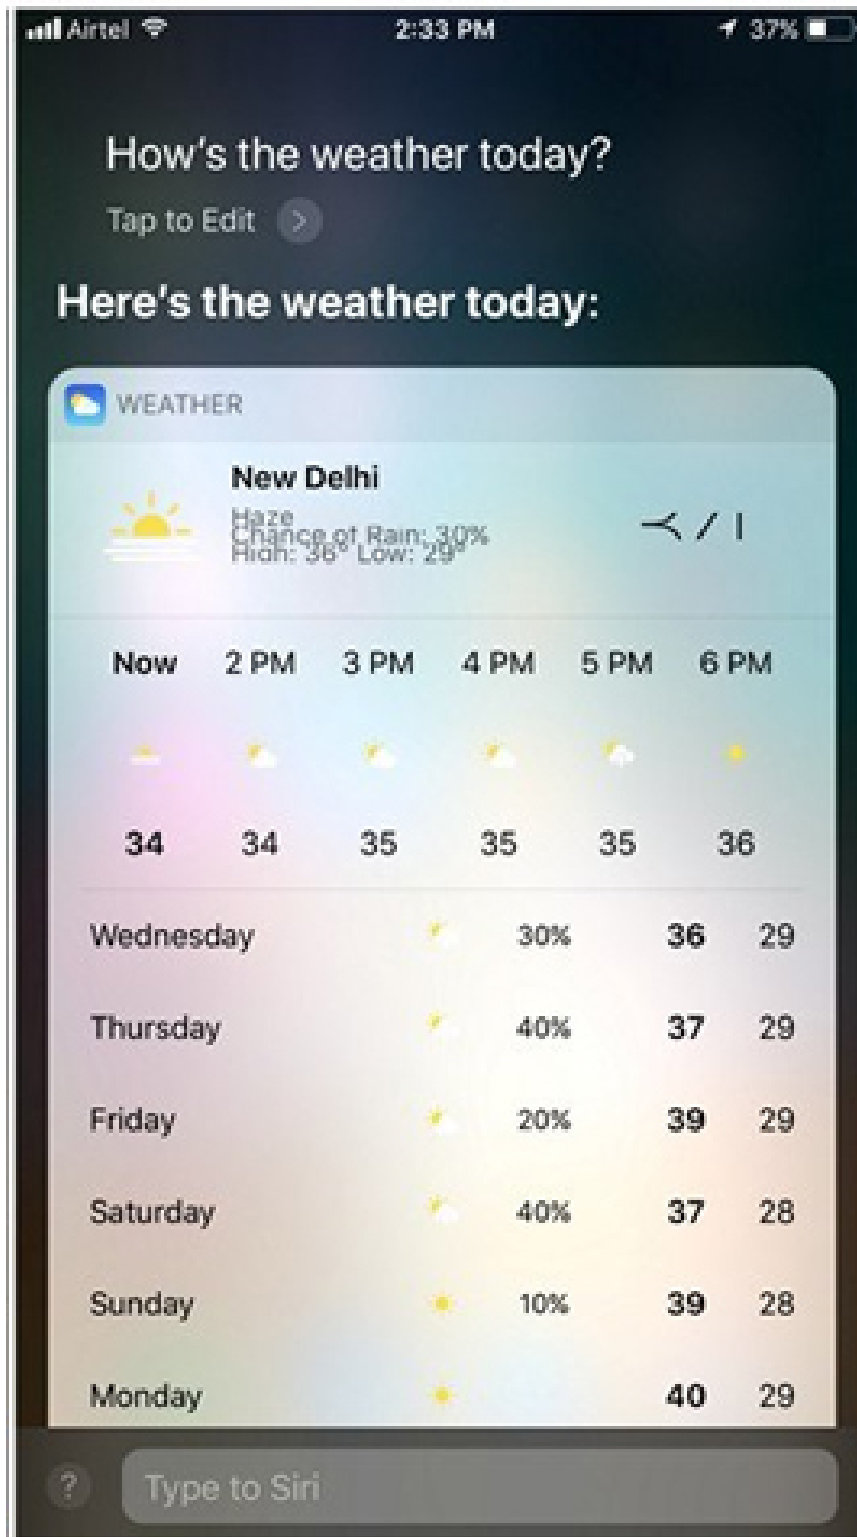 Airtel 2:33 PM 37%
How's the weather today?
Tap to Edit >
Here's the weather today:
WEATHER
New Delhi
Haze
Chance of Rain: 30%
High: 36° Low: 29°
Now 2 PM 3 PM 4 PM 5 PM 6 PM
34 34 35 35 35 36
Wednesday 30% 36 29
Thursday 40% 37 29
Friday 20% 39 29
Saturday 40% 37 28
Sunday 10% 39 28
Monday 40 29
? Type to Siri